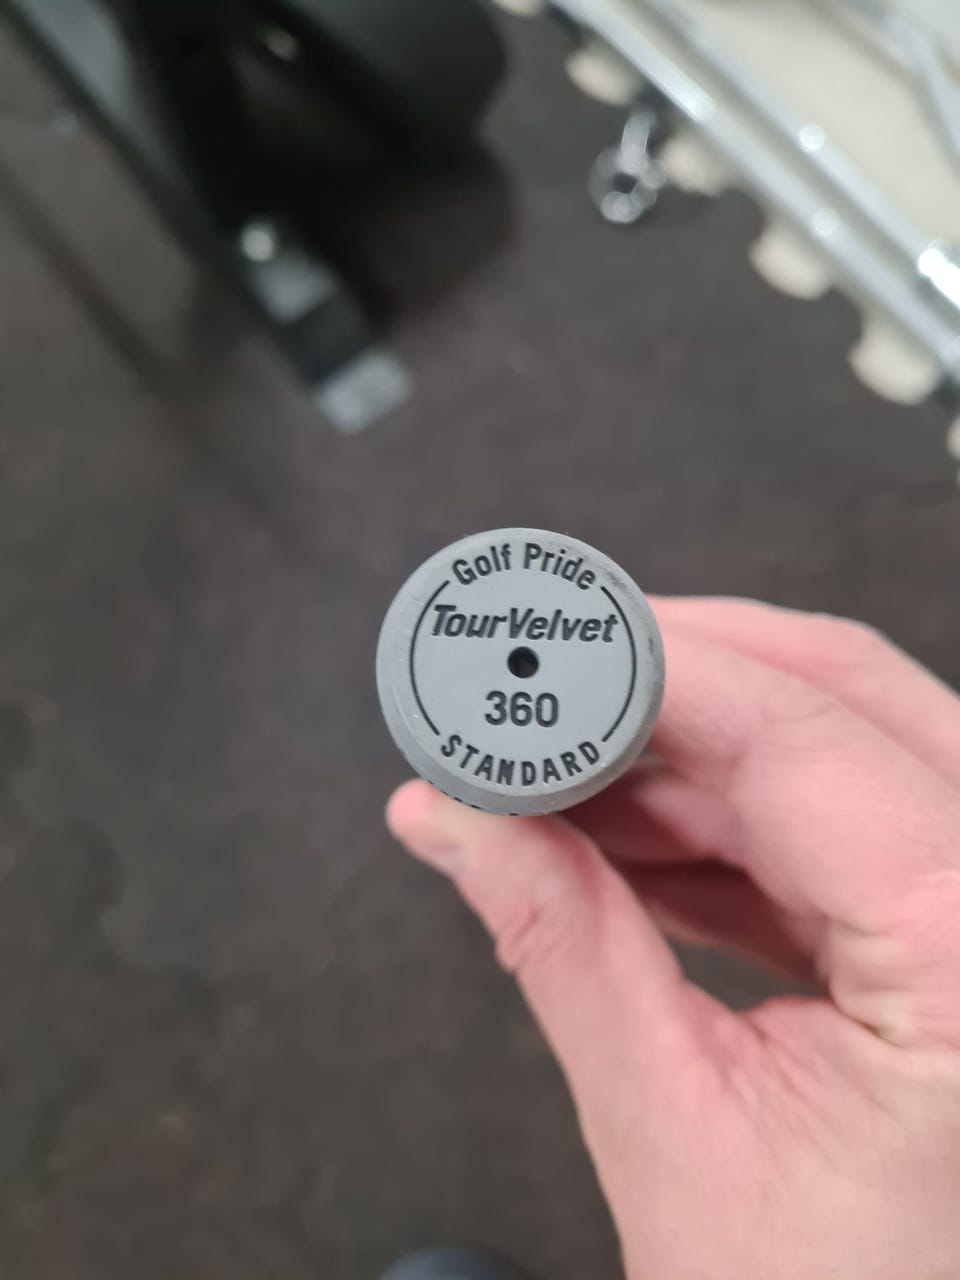 Golf Pride
TourVelvet
360
STANDARD